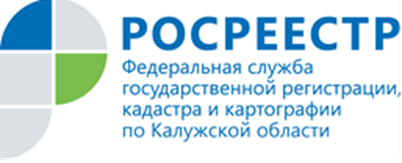 РОСРЕЕСТР
Федеральная служба
государственной регистрации,
кадастра и картографии
по Калужской области